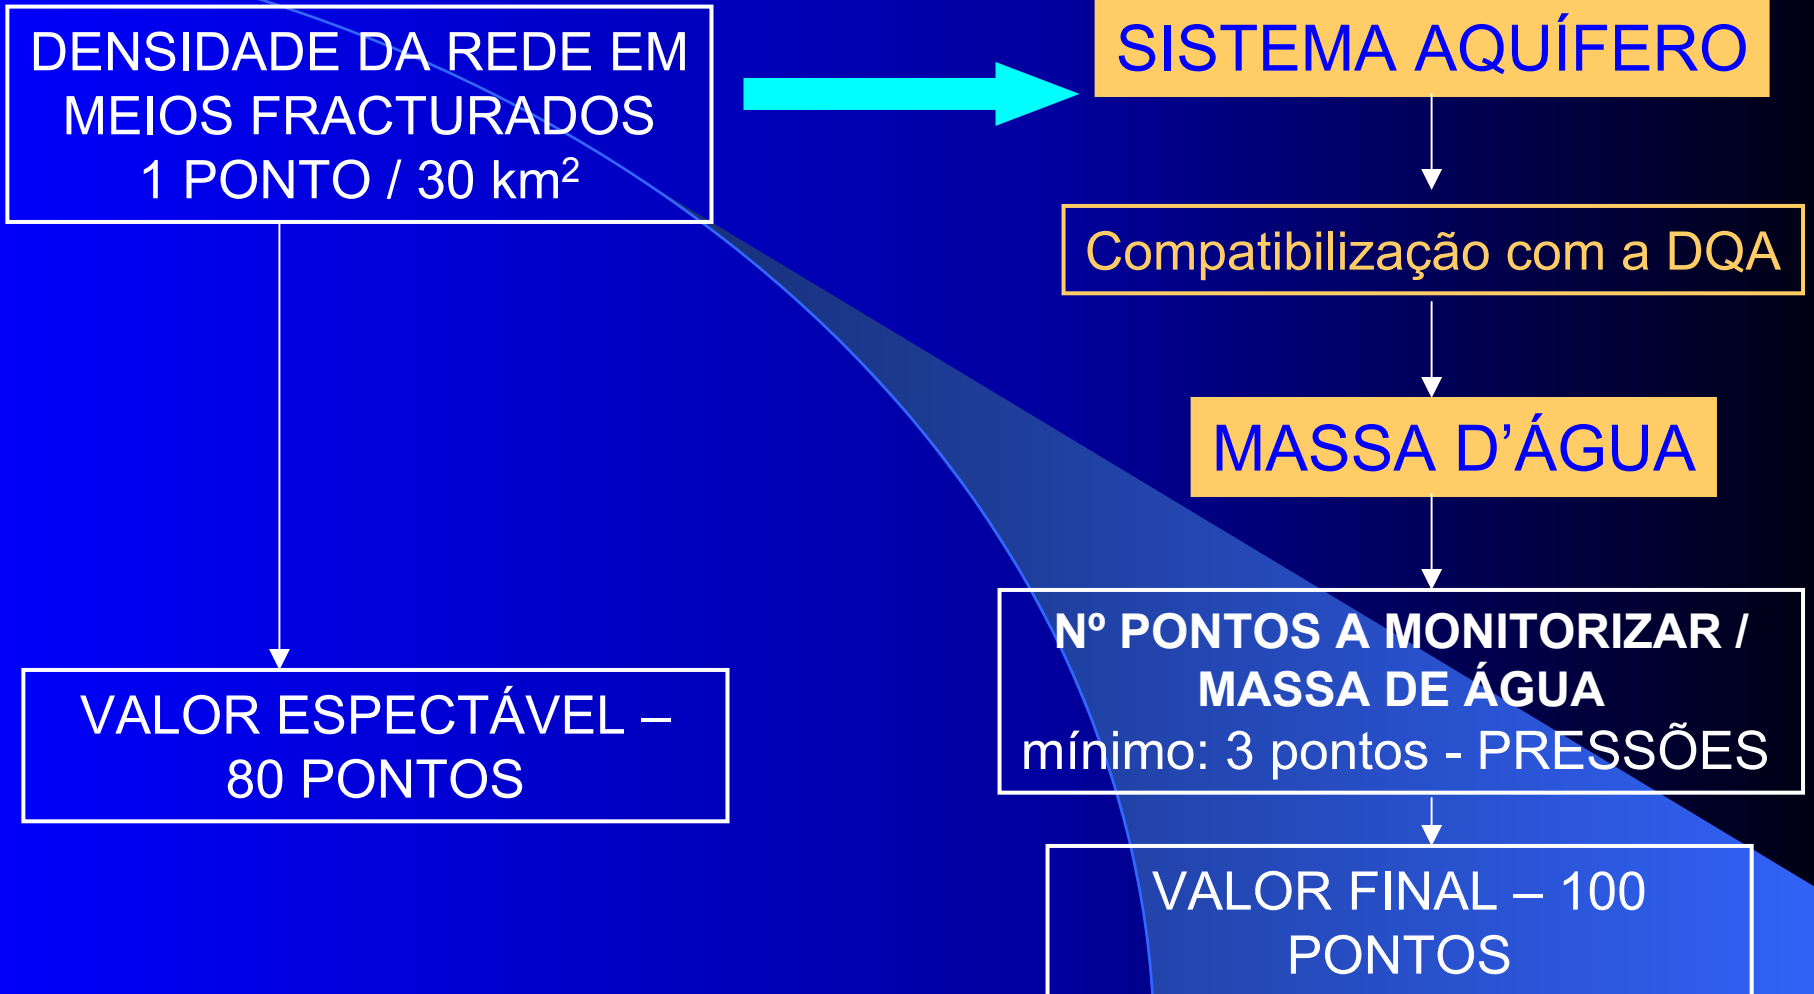 DENSIDADE DA REDE EM
MEIOS FRACTURADOS
1 PONTO / 30 km²
VALOR ESPECTÁVEL –
80 PONTOS
SISTEMA AQUÍFERO
Compatibilização com a DQA
MASSA D’ÁGUA
Nº PONTOS A MONITORIZAR /
MASSA DE ÁGUA
mínimo: 3 pontos - PRESSÕES
VALOR FINAL – 100
PONTOS